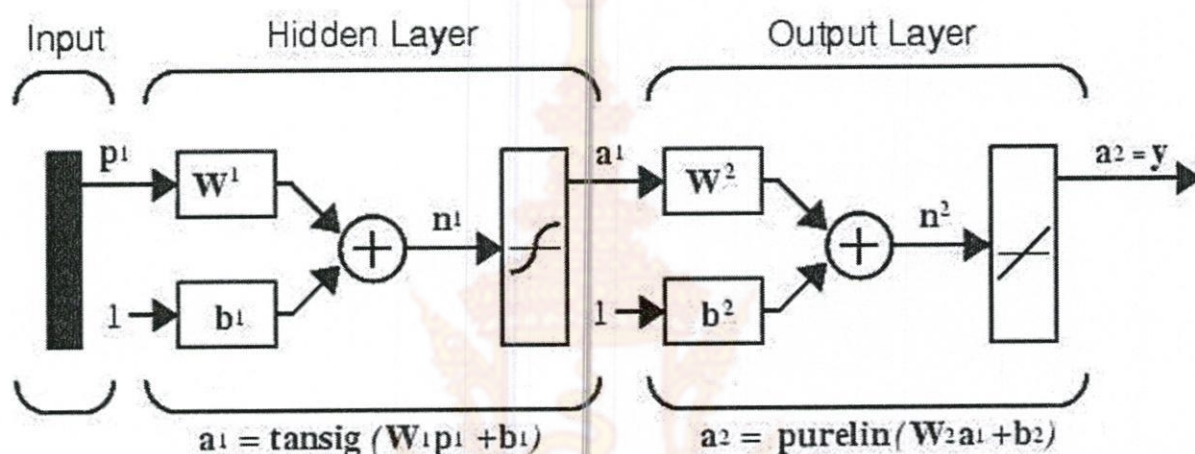 Input Hidden Layer Output Layer
p¹ W¹ n¹ a¹ W² n² a₂ = y
1 b¹ 1 b²
a₁ = tansig (W₁p₁ +b₁) a₂ = purelin(W₂a₁+b₂)